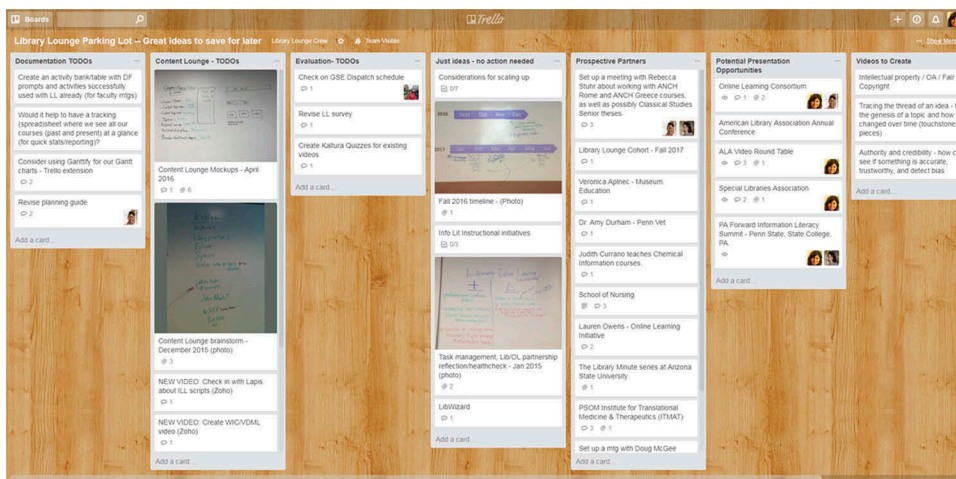 Boards
Trello
Library Lounge Parking Lot -- Great ideas to save for later
Library Lounge Crew
Team Visible
Documentation TODOs
Create an activity bank/table with DF
prompts and activities successfully
used with LL already (for faculty mtgs)
Would it help to have a tracking
(spread)sheet where we see all our
courses (past and present) at a glance
(for quick stats/reporting)?
Consider using Ganttify for our Gantt
charts - Trello extension
2
Revise planning guide
2
Add a card...
Content Lounge - TODOs
Content Lounge Mockups - April
2016
1 6
Content Lounge brainstorm -
December 2015 (photo)
3
NEW VIDEO: Check in with Lapis
about ILL scripts (Zoho)
1
NEW VIDEO: Create WIC/VDML
video (Zoho)
1
Add a card...
Evaluation- TODOs
Check on GSE Dispatch schedule
1
Revise LL survey
1
Create Kaltura Quizzes for existing
videos
1
Add a card...
Just ideas - no action needed
Considerations for scaling up
0/7
2016
Sept Oct Nov Dec
2017
Fall 2016 timeline - (Photo)
1
Info Lit Instructional initiatives
0/3
Task management, Lib/OL partnership
reflection/healthcheck - Jan 2015
(photo)
2
LibWizard
1
Add a card...
Prospective Partners
Set up a meeting with Rebecca
Stuhr about working with ANCH
Rome and ANCH Greece courses,
as well as possibly Classical Studies
Senior theses.
3
Library Lounge Cohort - Fall 2017
1
Veronica Aplnec - Museum
Education
1
Dr. Amy Durham - Penn Vet
1
Judith Currano teaches Chemical
Information courses.
1
School of Nursing
3
Lauren Owens - Online Learning
Initiative
2
The Library Minute series at Arizona
State University
1
PSOM Institute for Translational
Medicine & Therapeutics (ITMAT)
3 1
Set up a mtg with Doug McGee
Add a card...
Potential Presentation
Opportunities
Online Learning Consortium
1 2
American Library Association Annual
Conference
ALA Video Round Table
3 1
Special Libraries Association
2 1
PA Forward Information Literacy
Summit - Penn State, State College,
PA.
Add a card...
Videos to Create
Intellectual property / OA / Fair
Copyright
Tracing the thread of an idea -
the genesis of a topic and how
changed over time (touchstone
pieces)
Authority and credibility - how
see if something is accurate,
trustworthy, and detect bias
Add a card...